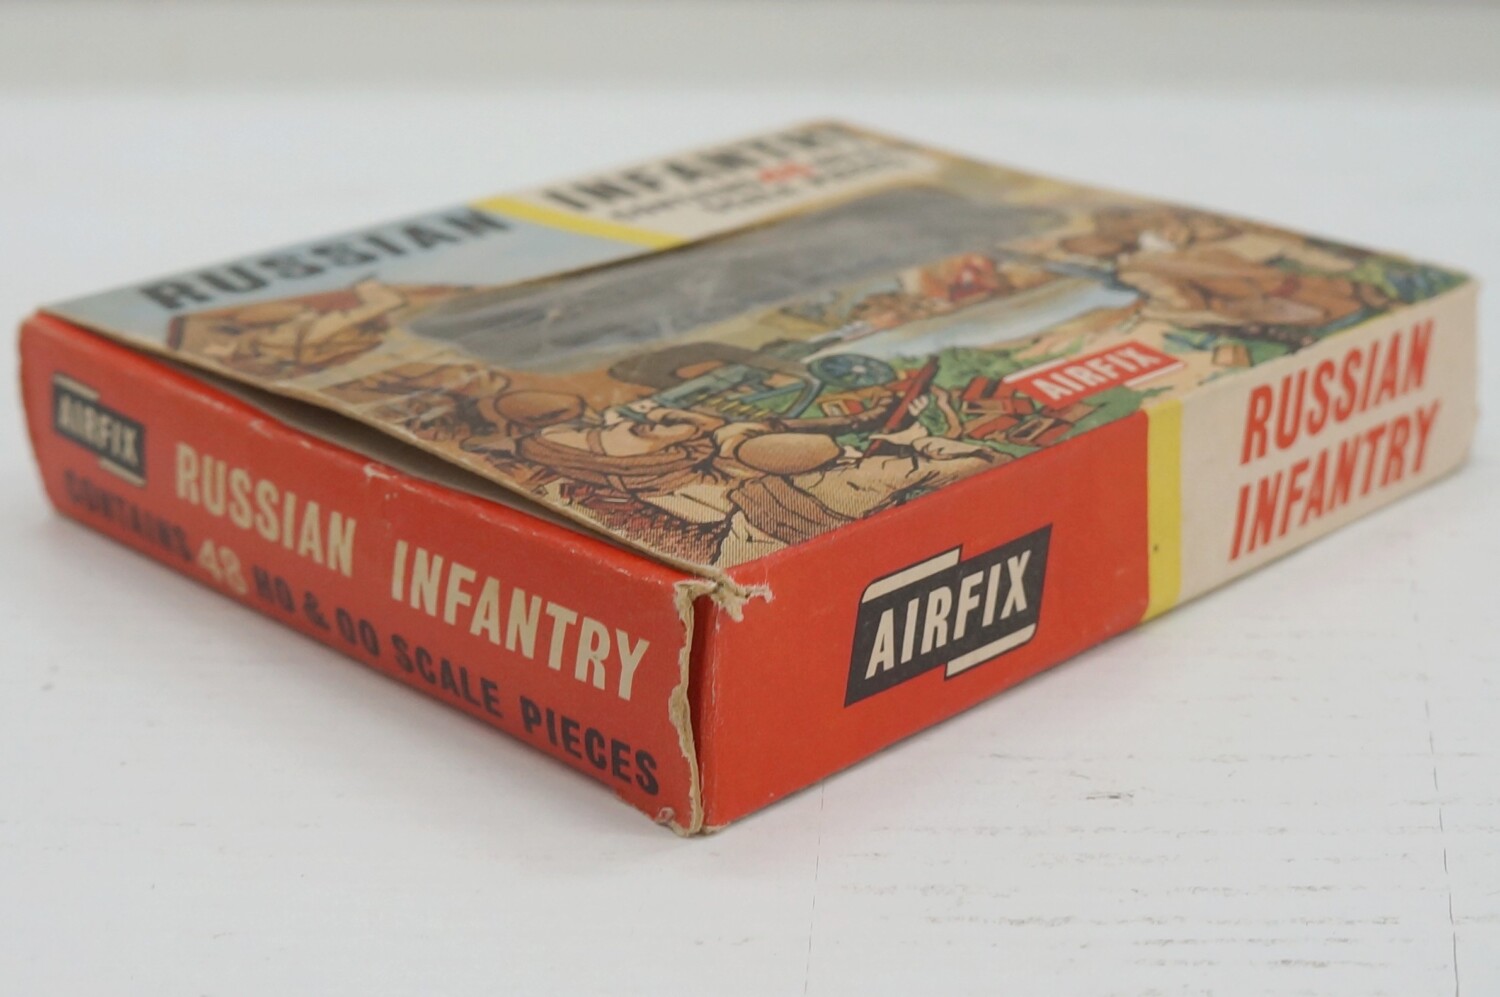 RUSSIAN INFANTRY
AIRFIX
AIRFIX
RUSSIAN INFANTRY
CONTAINS 48 HO & OO SCALE PIECES
AIRFIX
RUSSIAN
INFANTRY